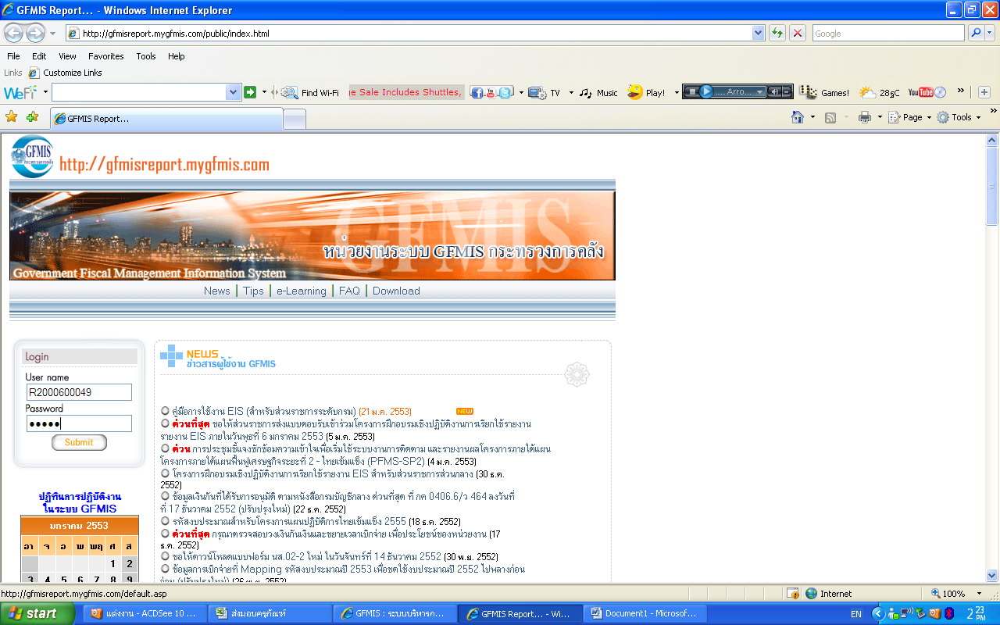 GFMIS Report... - Windows Internet Explorer
http://gfmisreport.mygfmis.com/public/index.html
Google
File Edit View Favorites Tools Help
Links Customize Links
WeFi Find Wi-Fi e Sale Includes Shuttles, TV Music Play! ..... Arro... Games! 28şC YouTube
GFMIS Report... Page Tools
GFMIS
http://gfmisreport.mygfmis.com
GFMIS
หน่วยงานระบบ GFMIS กระทรวงการคลัง
Government Fiscal Management Information System
News | Tips | e-Learning | FAQ | Download
Login
User name
R2000600049
Password
●●●●●
Submit
ปฏิทินการปฏิบัติงาน
ในระบบ GFMIS
มกราคม 2553
อา จ อ พ พฤ ศ ส
1 2
3 4 5 6 7 8 9
NEWS
ข่าวสารผู้ใช้งาน GFMIS
คู่มือการใช้งาน EIS (สำหรับส่วนราชการระดับกรม) (21 ม.ค. 2553) NEW
ด่วนที่สุด ขอให้ส่วนราชการส่งแบบตอบรับเข้าร่วมโครงการฝึกอบรมเชิงปฏิบัติงานการเรียกใช้รายงาน
รายงาน EIS ภายในวันพุธที่ 6 มกราคม 2553 (5 ม.ค. 2553)
ด่วน การประชุมชี้แจงซักซ้อมความเข้าใจเพื่อเริ่มใช้ระบบงานการติดตาม และรายงานผลโครงการภายใต้แผน
โครงการภายใต้แผนฟื้นฟูเศรษฐกิจระยะที่ 2 - ไทยเข้มแข็ง (PFMS-SP2) (4 ม.ค. 2553)
โครงการฝึกอบรมเชิงปฏิบัติงานการเรียกใช้รายงาน EIS สำหรับส่วนราชการส่วนกลาง (30 ธ.ค.
2552)
ข้อมูลเงินกันที่ได้รับการอนุมัติ ตามหนังสือกรมบัญชีกลาง ด่วนที่สุด ที่ กค 0406.6/ว 464 ลงวันที่
ที่ 17 ธันวาคม 2552 (ปรับปรุงใหม่) (22 ธ.ค. 2552)
รหัสงบประมาณสำหรับโครงการแผนปฏิบัติการไทยเข้มแข็ง 2555 (18 ธ.ค. 2552)
ด่วนที่สุด กรุณาตรวจสอบวงเงินกันเงินและขยายเวลาเบิกจ่าย เพื่อประโยชน์ของหน่วยงาน (17
ธ.ค. 2552)
ขอให้ดาวน์โหลดแบบฟอร์ม นส.02-2 ใหม่ ในวันจันทร์ที่ 14 ธันวาคม 2552 (30 พ.ย. 2552)
ข้อมูลการเบิกจ่ายที่ Mapping รหัสงบประมาณปี 2553 เพื่อชดใช้งบประมาณปี 2552 ไปพลางก่อน
ก่อน (ปรับปรุงใหม่) (26 พ.ย. 2552)
http://gfmisreport.mygfmis.com/default.asp Internet 100%
start แต่งงาน - ACDSee 10 ... ส่งมอบครุภัณฑ์ GFMIS : ระบบบริหารก... GFMIS Report... - Wi... Document1 - Microsof... EN 2 23 PM